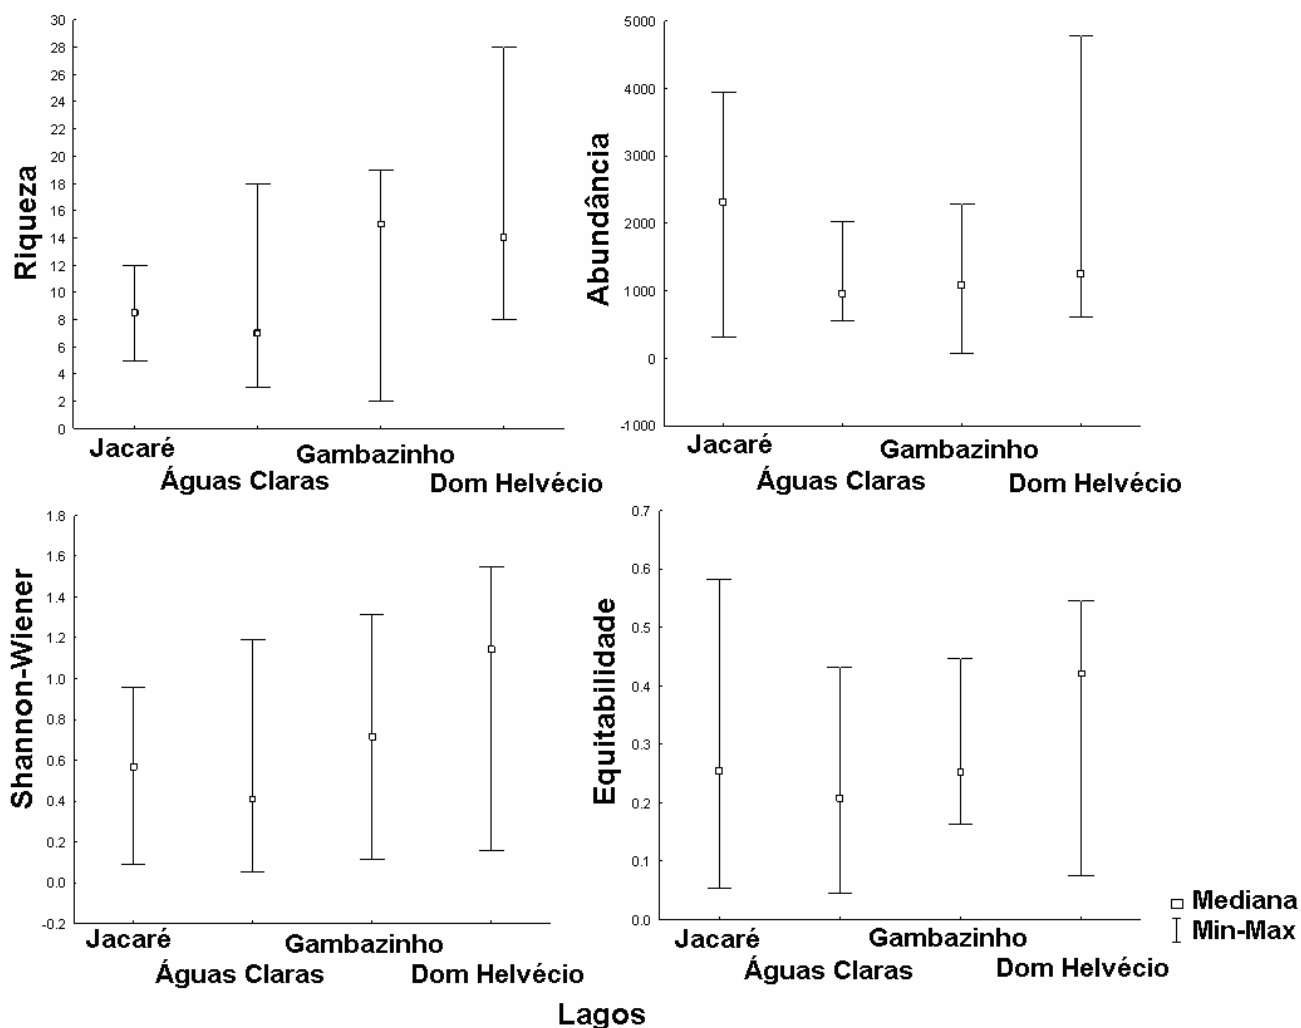 30
28
26
24
22
20
18
16
14
12
10
8
6
4
2
0
Riqueza
Jacaré
Águas Claras
Gambazinho
Dom Helvécio
5000
4000
3000
2000
1000
0
-1000
Abundância
Jacaré
Águas Claras
Gambazinho
Dom Helvécio
1.8
1.6
1.4
1.2
1.0
0.8
0.6
0.4
0.2
0.0
-0.2
Shannon-Wiener
Jacaré
Águas Claras
Gambazinho
Dom Helvécio
0.7
0.6
0.5
0.4
0.3
0.2
0.1
0.0
Equitabilidade
Jacaré
Águas Claras
Gambazinho
Dom Helvécio
Mediana
Min-Max
Lagos